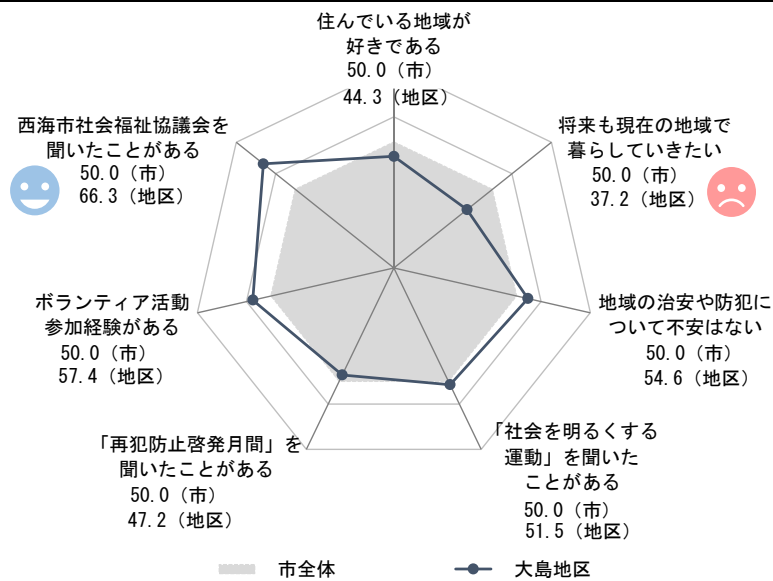 住んでいる地域が
好きである
50.0（市）
44.3（地区）
将来も現在の地域で
暮らしていきたい
50.0（市）
37.2（地区）
地域の治安や防犯に
ついて不安はない
50.0（市）
54.6（地区）
「社会を明るくする
運動」を聞いた
ことがある
50.0（市）
51.5（地区）
「再犯防止啓発月間」を
聞いたことがある
50.0（市）
47.2（地区）
ボランティア活動
参加経験がある
50.0（市）
57.4（地区）
西海市社会福祉協議会を
聞いたことがある
50.0（市）
66.3（地区）
市全体
大島地区